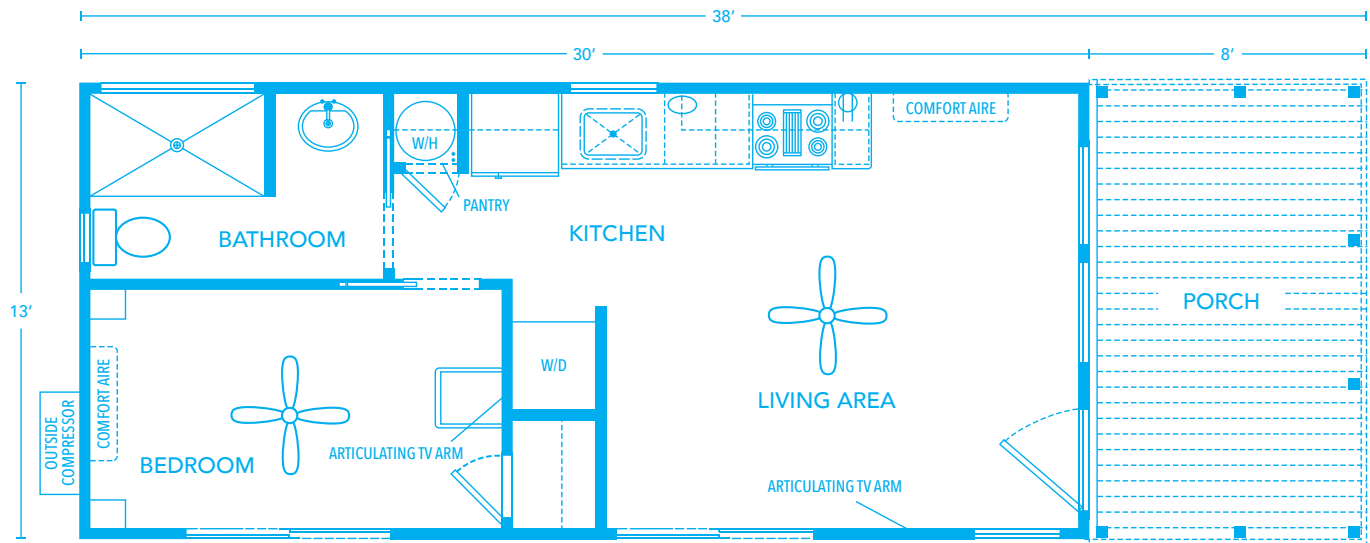 38′
30′
8′
COMFORT AIRE
W/H
PANTRY
BATHROOM
KITCHEN
13′
PORCH
W/D
COMFORT AIRE
LIVING AREA
OUTSIDE
COMPRESSOR
BEDROOM
ARTICULATING TV ARM
ARTICULATING TV ARM